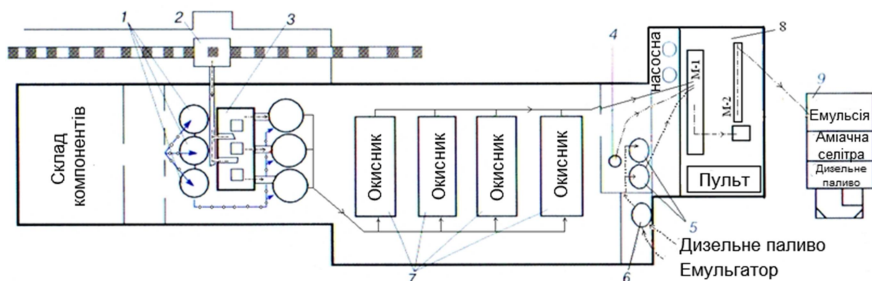 1
2
3
4
8
9
Склад
компонентів
Окисник
Окисник
Окисник
Окисник
насосна
М-1
М-2
Пульт
Емульсія
Аміачна
селітра
Дизельне
паливо
5
6
7
Дизельне паливо
Емульгатор